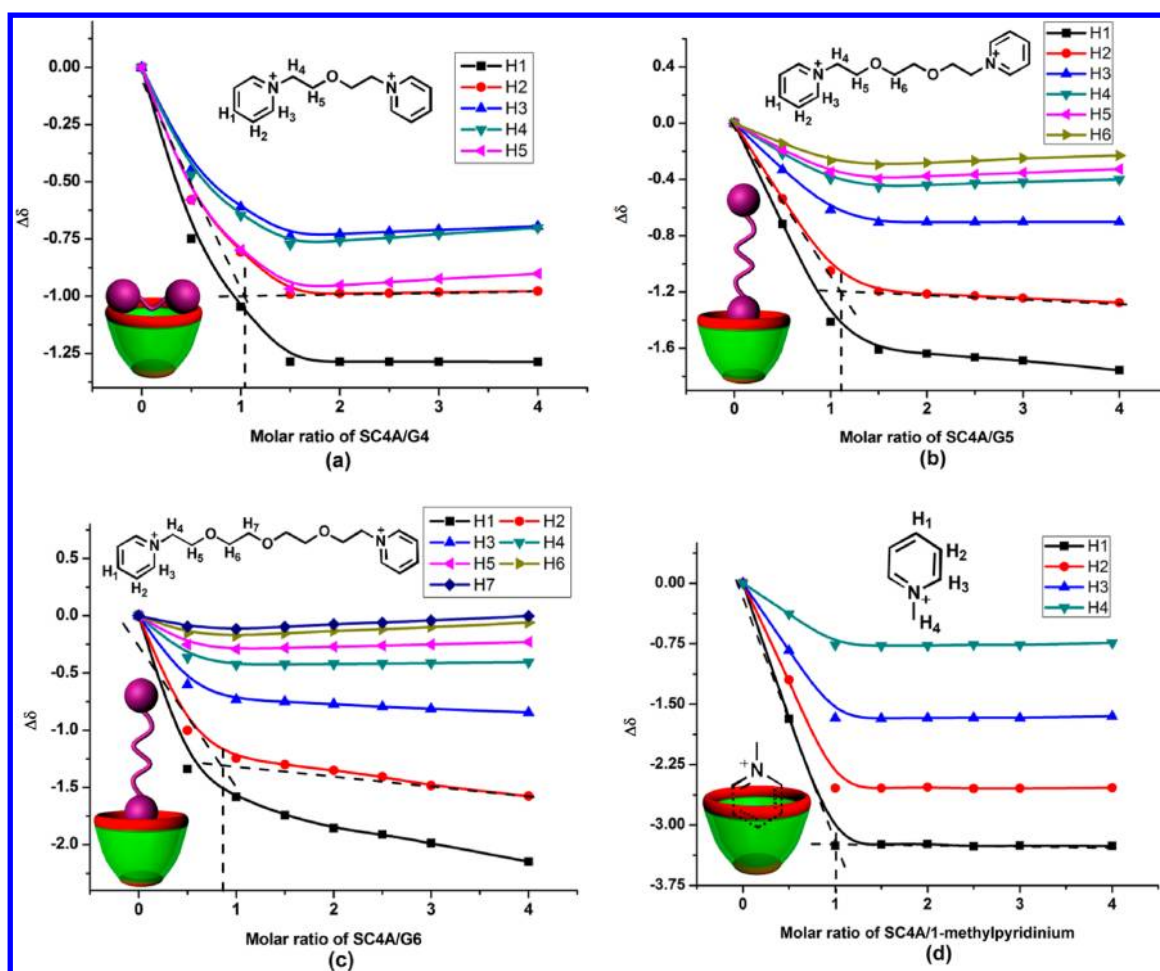 0.00
-0.25
-0.50
-0.75
-1.00
-1.25
Δδ
N
+
H4
O
H5
N
+
H1
H3
H2
H1
H2
H3
H4
H5
0 1 2 3 4
Molar ratio of SC4A/G4
(a)
0.4
0.0
-0.4
-0.8
-1.2
-1.6
Δδ
N
+
H4
O
H5
H6
O
N
+
H1
H3
H2
H1
H2
H3
H4
H5
H6
0 1 2 3 4
Molar ratio of SC4A/G5
(b)
0.5
0.0
-0.5
-1.0
-1.5
-2.0
Δδ
N
+
H4
O
H5
H6
H7
O
O
N
+
H1
H3
H2
H1 H2
H3 H4
H5 H6
H7
0 1 2 3 4
Molar ratio of SC4A/G6
(c)
0.00
-0.75
-1.50
-2.25
-3.00
-3.75
Δδ
H1
H2
H3
N
+
H4
H1
H2
H3
H4
+
N
0 1 2 3 4
Molar ratio of SC4A/1-methylpyridinium
(d)